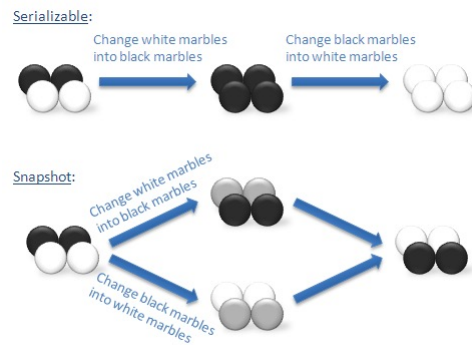 Serializable:
Change white marbles
into black marbles
Change black marbles
into white marbles
Snapshot:
Change white marbles
into black marbles
Change black marbles
into white marbles